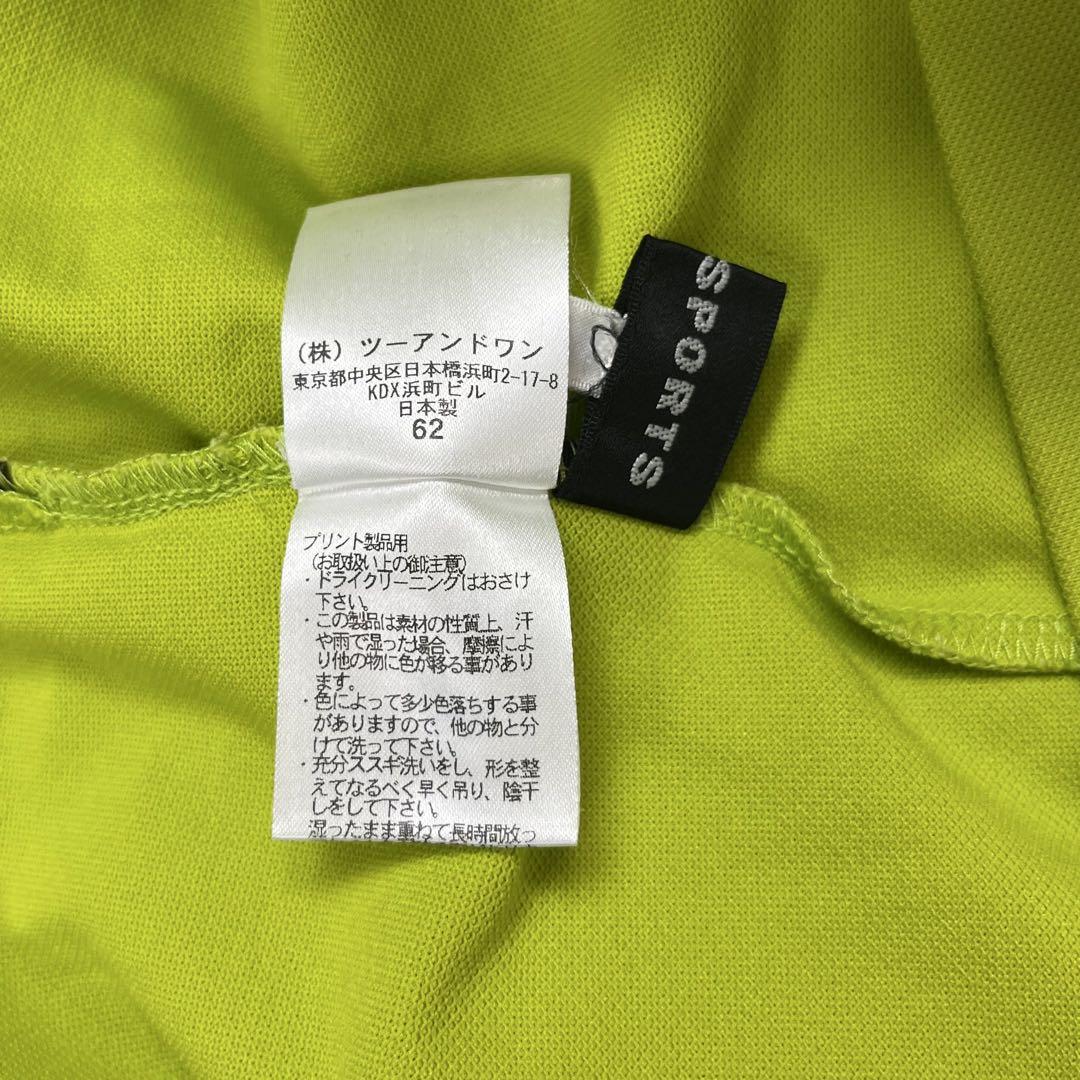 (株) ツーアンドワン
東京都中央区日本橋浜町2-17-8
KDX浜町ビル
日本製
62
プリント製品用
(お取扱い上の御注意)
・ドライクリーニングはおさけ
下さい。
・この製品は素材の性質上、汗
や雨で湿った場合、摩擦によ
り他の物に色が移る事があり
ます。
・色によって多少色落ちする事
がありますので、他の物と分
けて洗って下さい。
・充分ススギ洗いをし、形を整
えてなるべく早く吊り、陰干
しをして下さい。
湿ったまま重ねて長時間放っ
SPORTS